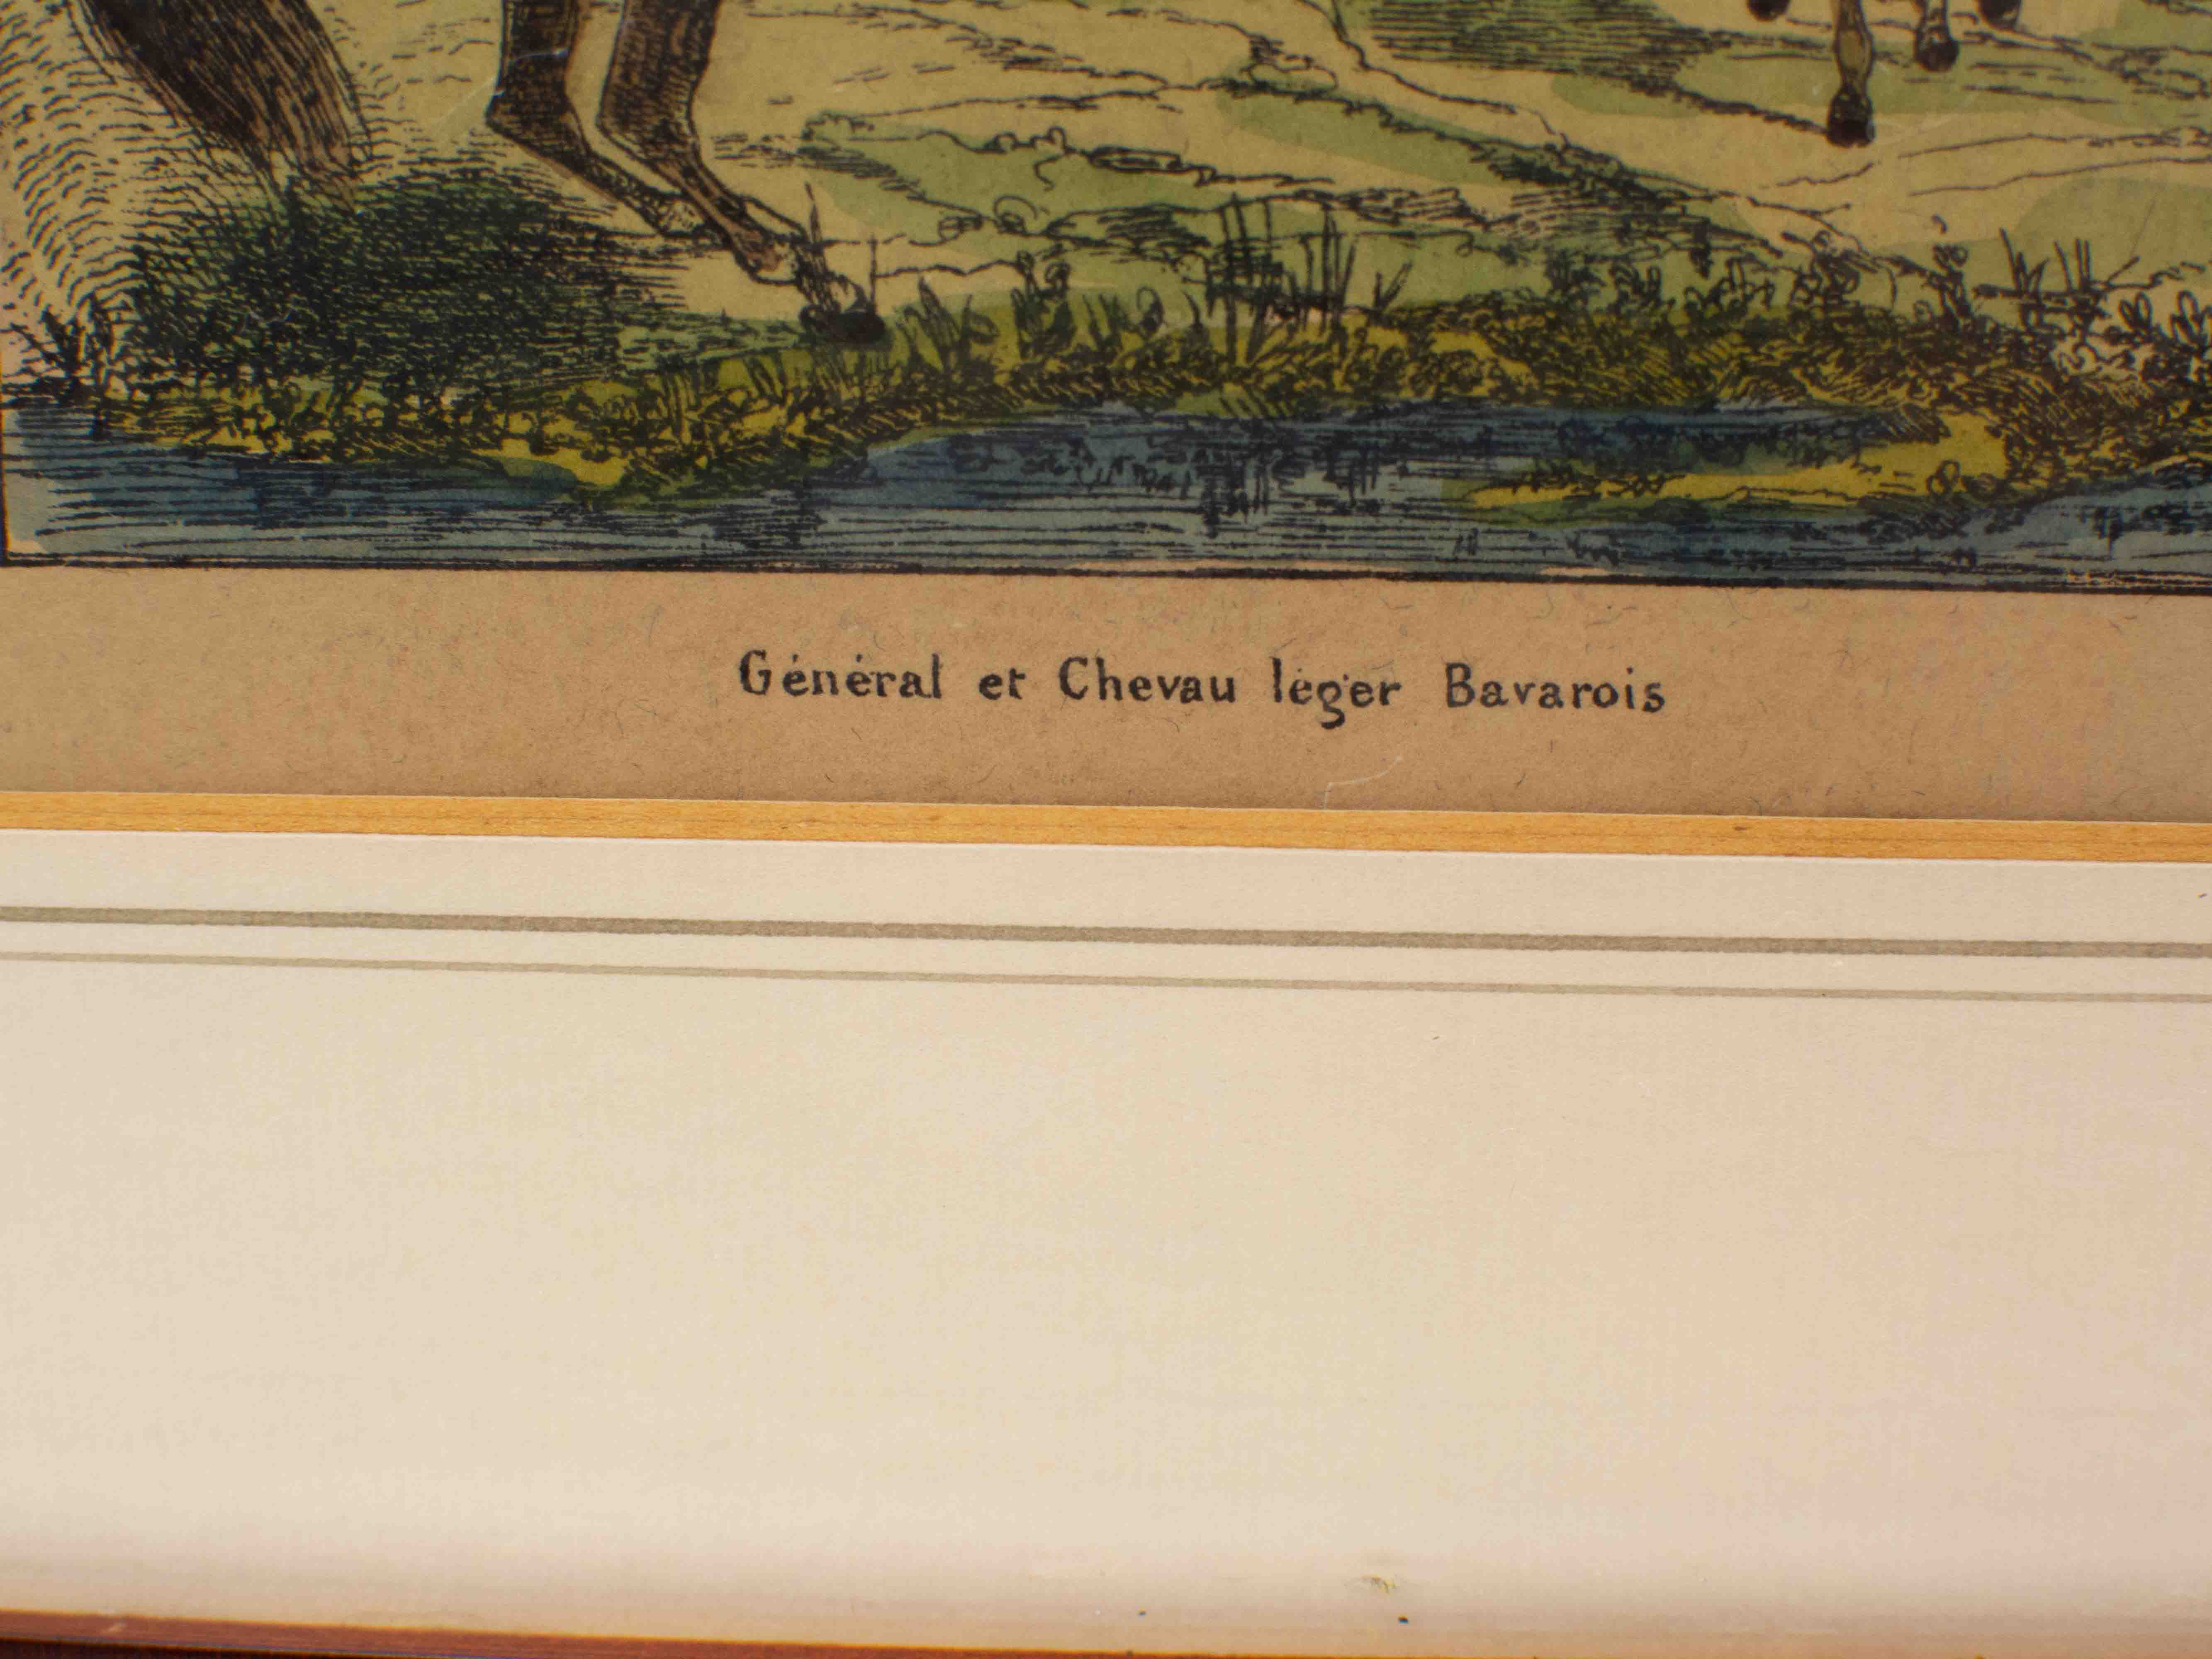 Général et Chevau léger Bavarois